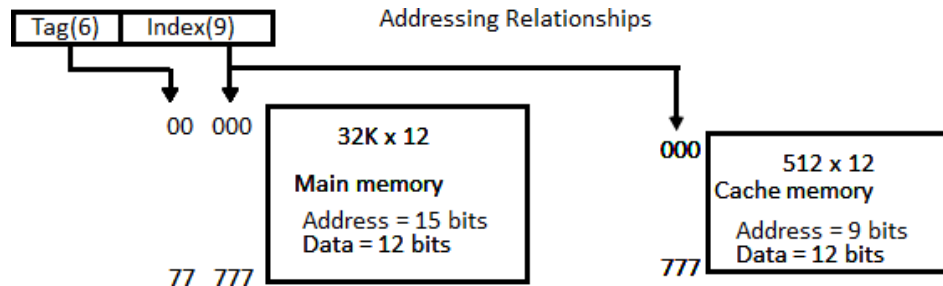 Addressing Relationships
Tag(6) Index(9)
00 000
32K x 12
Main memory
Address = 15 bits
Data = 12 bits
77 777
000
512 x 12
Cache memory
Address = 9 bits
Data = 12 bits
777